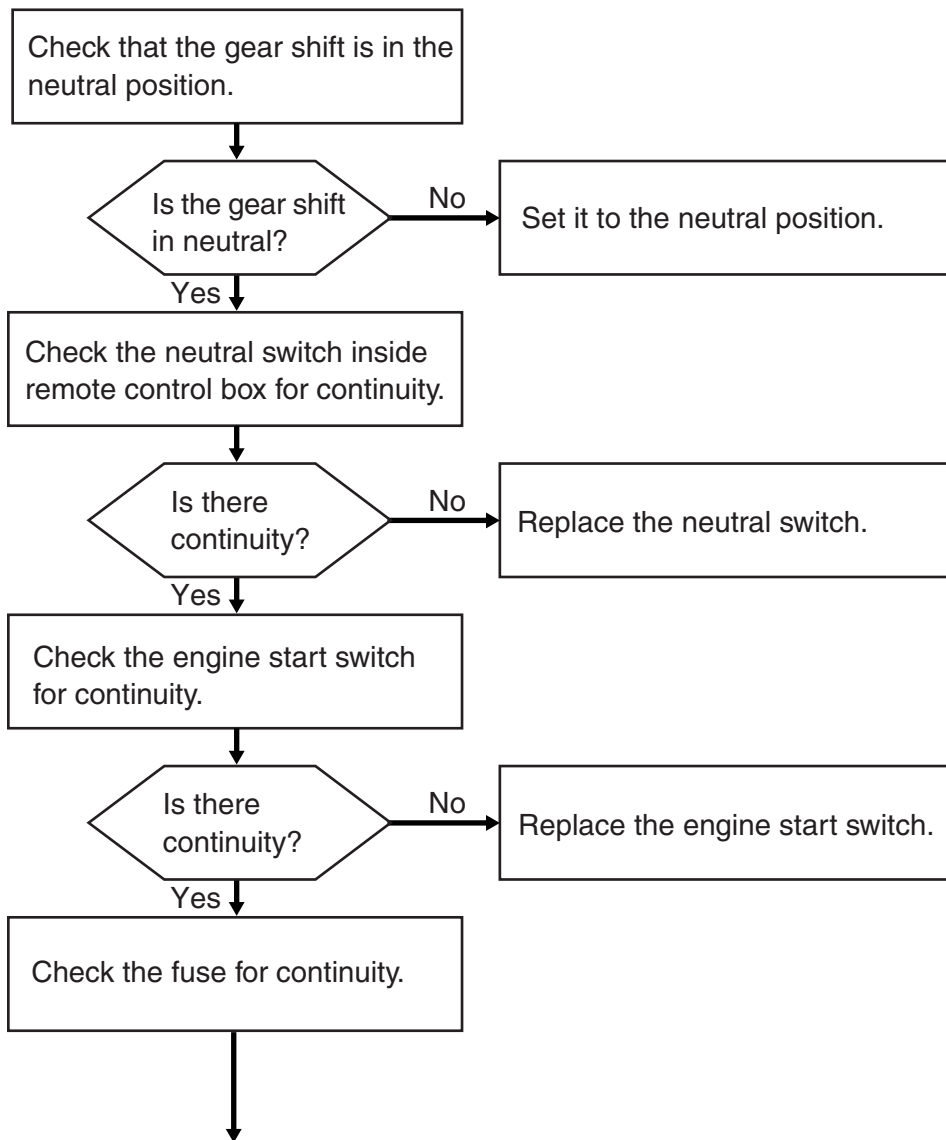 Check that the gear shift is in the
neutral position.
Is the gear shift
in neutral?
No
Set it to the neutral position.
Yes
Check the neutral switch inside
remote control box for continuity.
Is there
continuity?
No
Replace the neutral switch.
Yes
Check the engine start switch
for continuity.
Is there
continuity?
No
Replace the engine start switch.
Yes
Check the fuse for continuity.